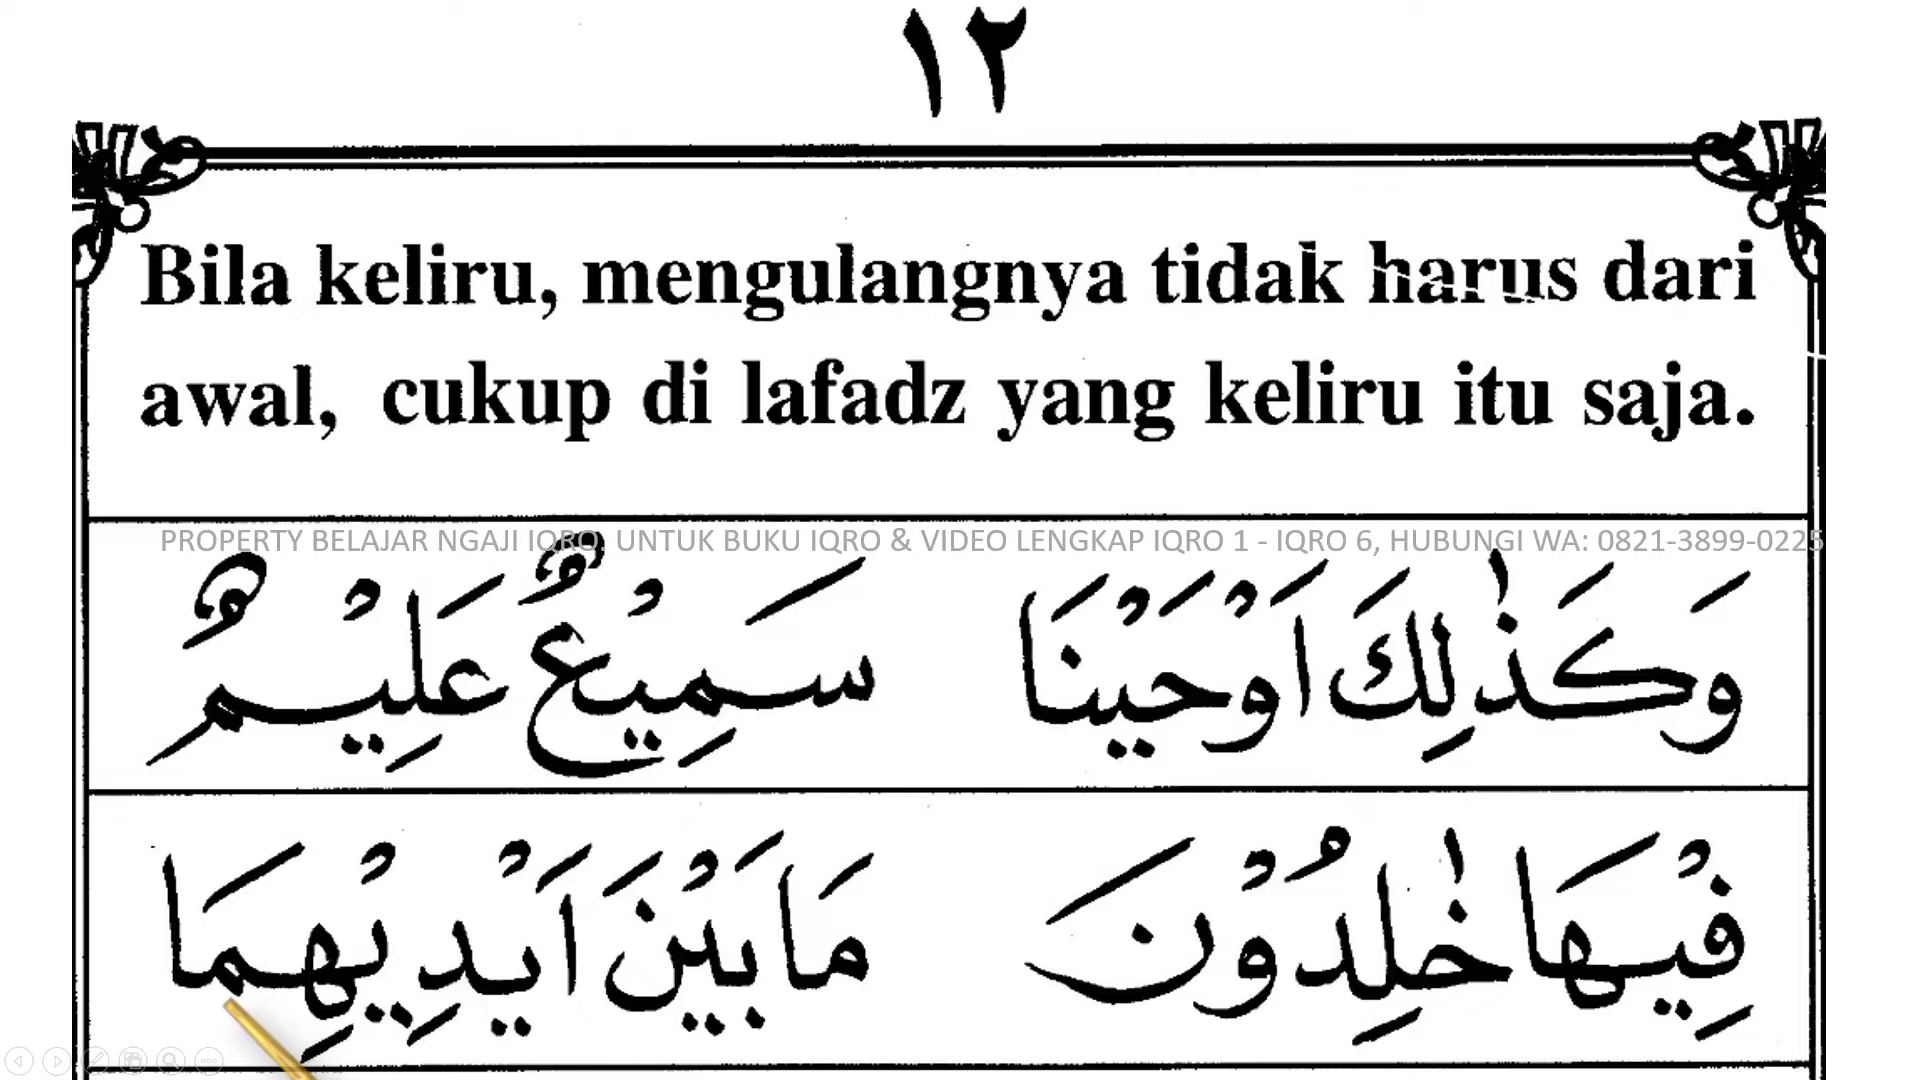 ١٢
Bila keliru, mengulangnya tidak harus dari
awal, cukup di lafadz yang keliru itu saja.
PROPERTY BELAJAR NGAJI IQRO, UNTUK BUKU IQRO & VIDEO LENGKAP IQRO 1 - IQRO 6, HUBUNGI WA: 0821-3899-0225
وَكَذٰلِكَ اَوْحَيْنَا سَمِيْعٌ عَلِيْمٌ
فِيْهَا خٰلِدُوْنَ مَا بَيْنَ اَيْدِيْهِمَا